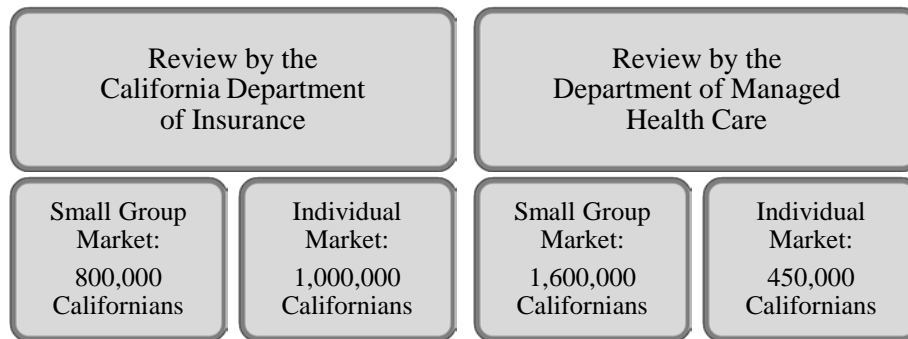 Review by the
California Department
of Insurance
Review by the
Department of Managed
Health Care
Small Group
Market:
800,000
Californians
Individual
Market:
1,000,000
Californians
Small Group
Market:
1,600,000
Californians
Individual
Market:
450,000
Californians